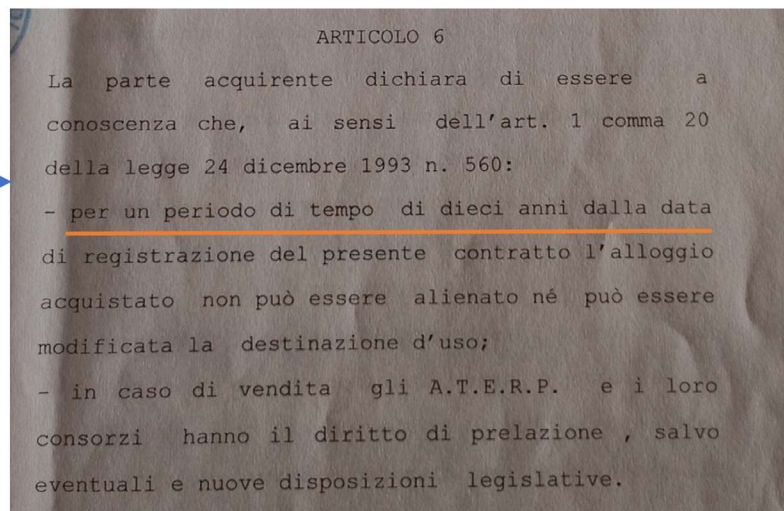 ARTICOLO 6
La parte acquirente dichiara di essere a
conoscenza che, ai sensi dell'art. 1 comma 20
della legge 24 dicembre 1993 n. 560:
- per un periodo di tempo di dieci anni dalla data
di registrazione del presente contratto l'alloggio
acquistato non può essere alienato né può essere
modificata la destinazione d'uso;
- in caso di vendita gli A.T.E.R.P. e i loro
consorzi hanno il diritto di prelazione , salvo
eventuali e nuove disposizioni legislative.